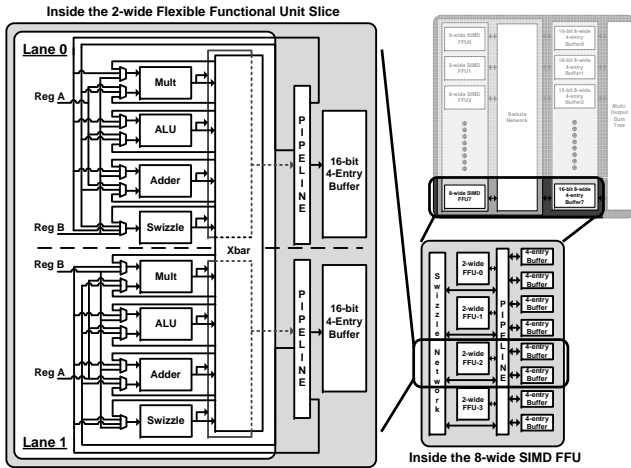 Inside the 2-wide Flexible Functional Unit Slice
Lane 0
Reg A
Mult
ALU
Adder
Swizzle
Reg B
Xbar
PIPELINE
16-bit
4-Entry
Buffer
Reg B
Mult
ALU
Reg A
Adder
Swizzle
Lane 1
PIPELINE
16-bit
4-Entry
Buffer
8-wide SIMD
FFU0
8-wide SIMD
FFU1
8-wide SIMD
FFU2
8-wide SIMD
FFU7
Swizzle
Network
16-bit 8-wide
4-entry
Buffer0
16-bit 8-wide
4-entry
Buffer1
16-bit 8-wide
4-entry
Buffer2
16-bit 8-wide
4-entry
Buffer7
Multi-
Output
Sum
Tree
Swizzle Network
2-wide
FFU-0
2-wide
FFU-1
2-wide
FFU-2
2-wide
FFU-3
PIPELINE
4-entry
Buffer
4-entry
Buffer
4-entry
Buffer
4-entry
Buffer
4-entry
Buffer
4-entry
Buffer
4-entry
Buffer
4-entry
Buffer
Inside the 8-wide SIMD FFU